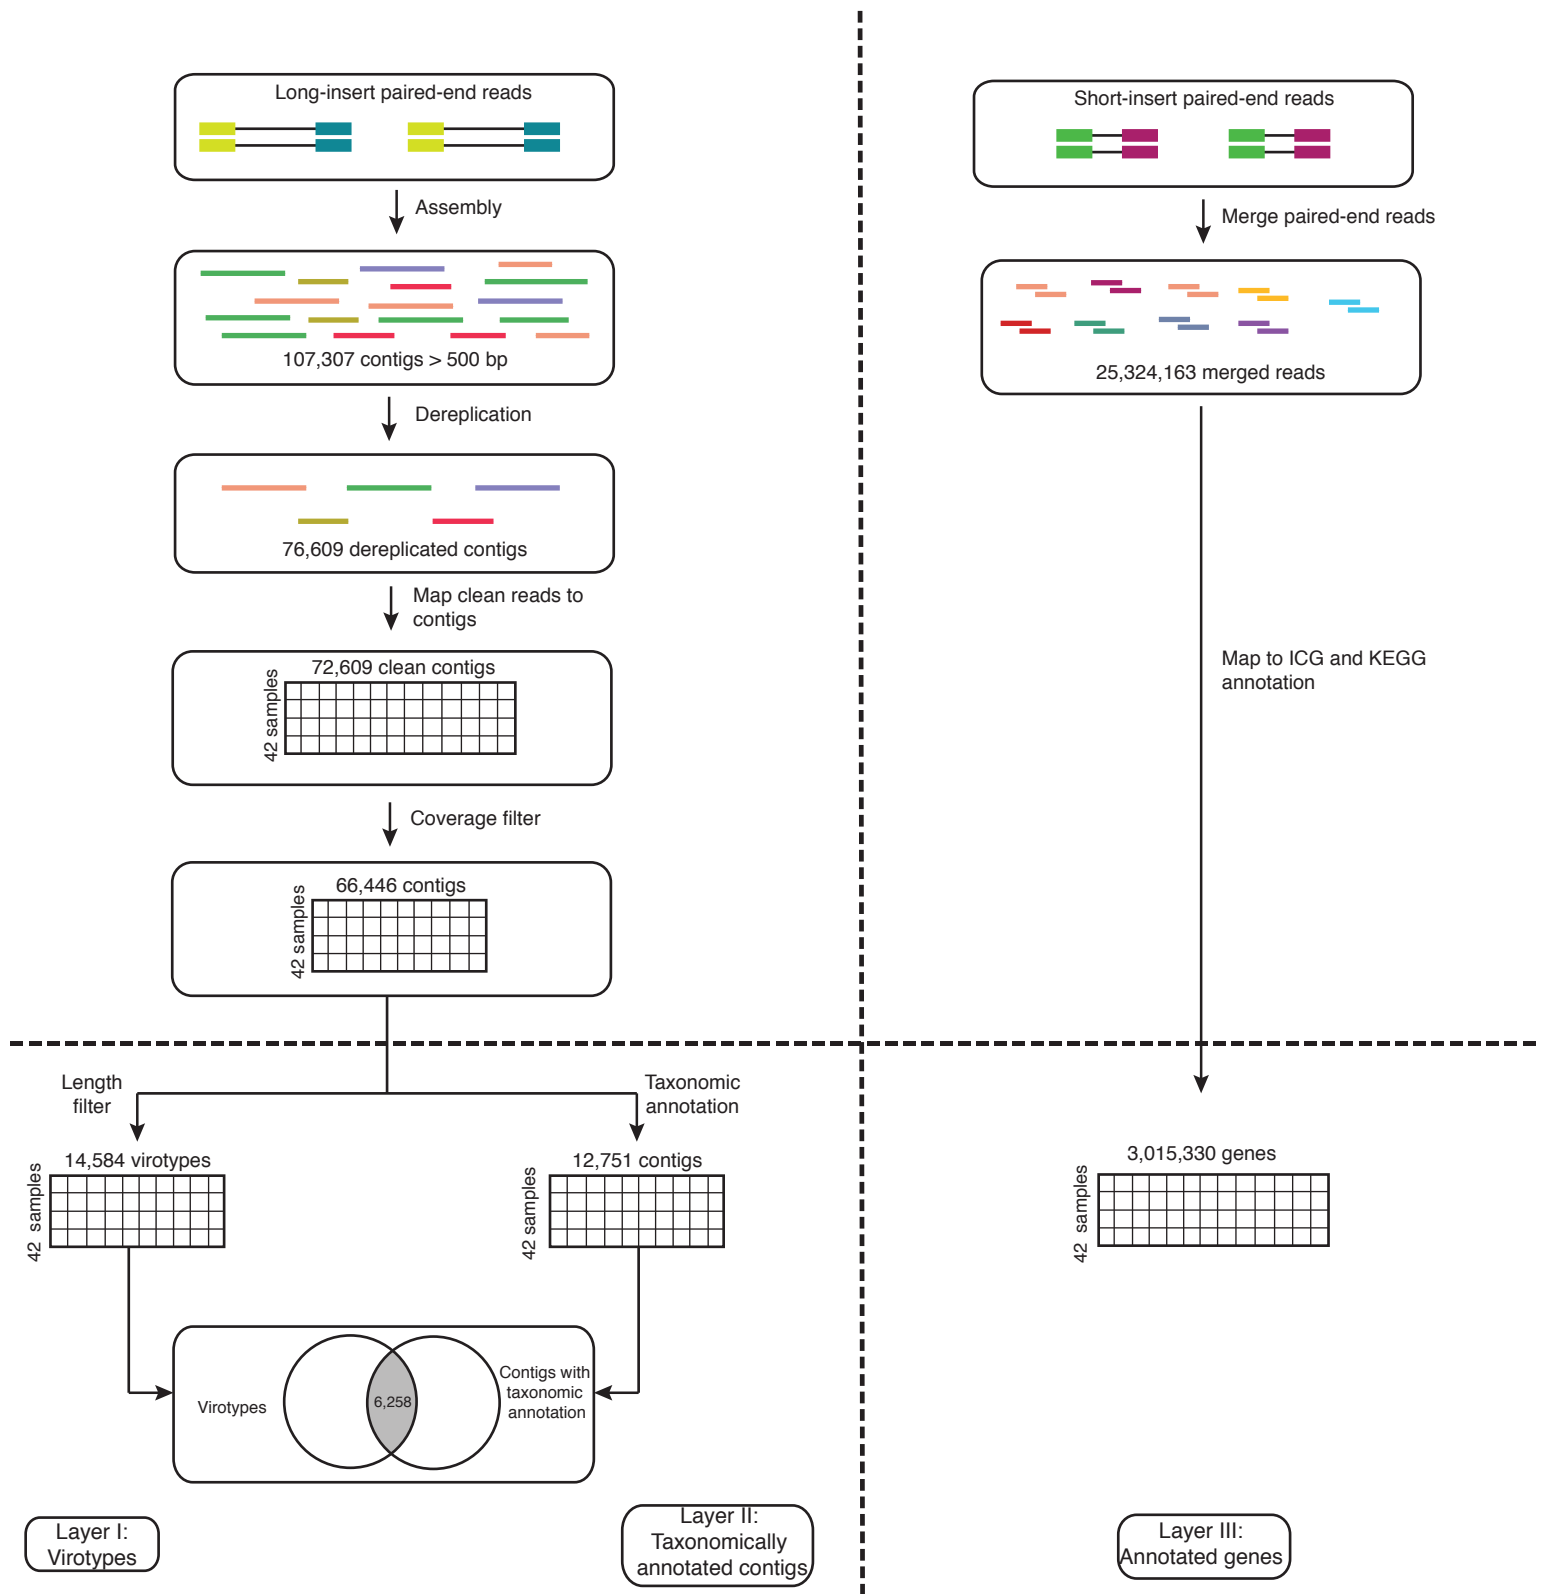 Long-insert paired-end reads
Assembly
107,307 contigs > 500 bp
Dereplication
76,609 dereplicated contigs
Map clean reads to
contigs
72,609 clean contigs
42 samples
Coverage filter
66,446 contigs
42 samples
Length
filter
Taxonomic
annotation
14,584 virotypes
42 samples
12,751 contigs
42 samples
Virotypes
6,258
Contigs with
taxonomic
annotation
Layer I:
Virotypes
Layer II:
Taxonomically
annotated contigs
Short-insert paired-end reads
Merge paired-end reads
25,324,163 merged reads
Map to ICG and KEGG
annotation
3,015,330 genes
42 samples
Layer III:
Annotated genes